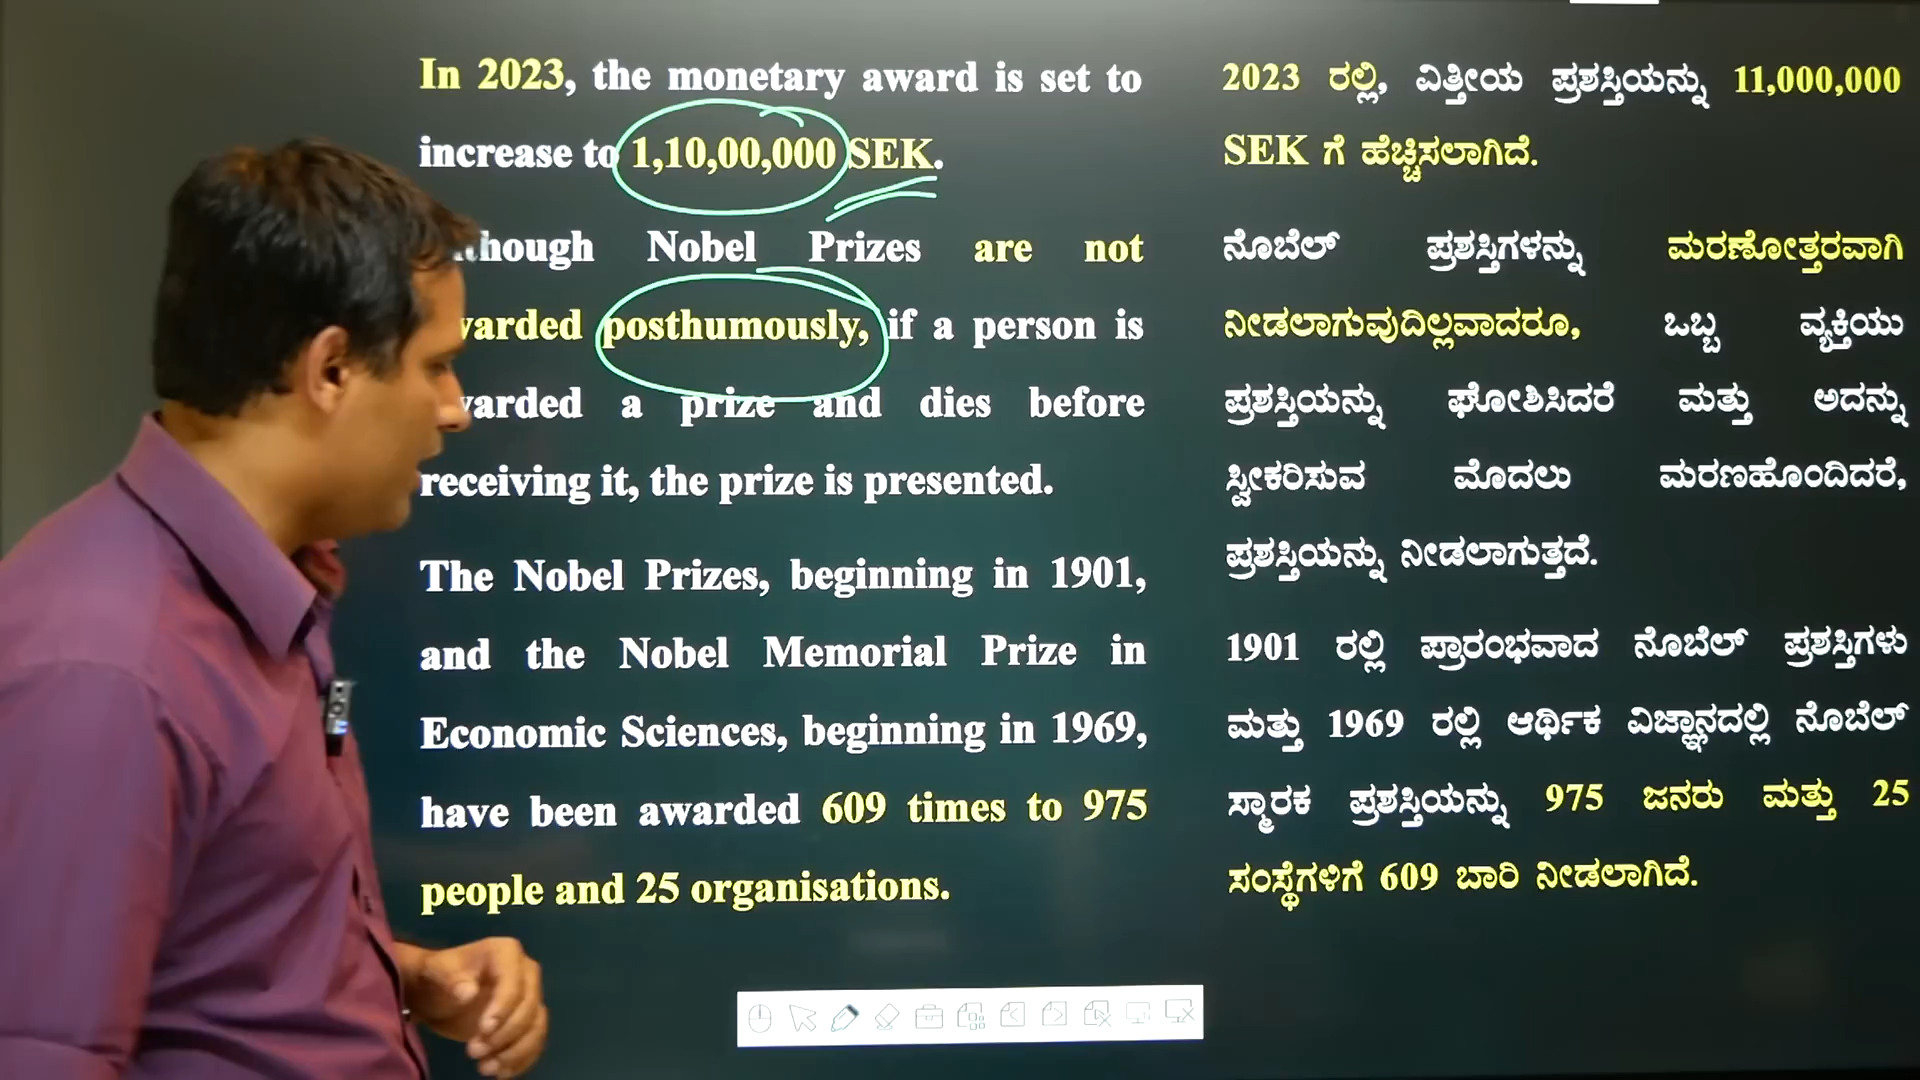 In 2023, the monetary award is set to
increase to 1,10,00,000 SEK.
though Nobel Prizes are not
warded posthumously, if a person is
warded a prize and dies before
receiving it, the prize is presented.
The Nobel Prizes, beginning in 1901,
and the Nobel Memorial Prize in
Economic Sciences, beginning in 1969,
have been awarded 609 times to 975
people and 25 organisations.
2023 ರಲ್ಲಿ, ವಿತ್ತೀಯ ಪ್ರಶಸ್ತಿಯನ್ನು 11,000,000
SEK ಗೆ ಹೆಚ್ಚಿಸಲಾಗಿದೆ.
ನೊಬೆಲ್ ಪ್ರಶಸ್ತಿಗಳನ್ನು ಮರಣೋತ್ತರವಾಗಿ
ನೀಡಲಾಗುವುದಿಲ್ಲವಾದರೂ, ಒಬ್ಬ ವ್ಯಕ್ತಿಯು
ಪ್ರಶಸ್ತಿಯನ್ನು ಘೋಶಿಸಿದರೆ ಮತ್ತು ಅದನ್ನು
ಸ್ವೀಕರಿಸುವ ಮೊದಲು ಮರಣಹೊಂದಿದರೆ,
ಪ್ರಶಸ್ತಿಯನ್ನು ನೀಡಲಾಗುತ್ತದೆ.
1901 ರಲ್ಲಿ ಪ್ರಾರಂಭವಾದ ನೊಬೆಲ್ ಪ್ರಶಸ್ತಿಗಳು
ಮತ್ತು 1969 ರಲ್ಲಿ ಆರ್ಥಿಕ ವಿಜ್ಞಾನದಲ್ಲಿ ನೊಬೆಲ್
ಸ್ಮಾರಕ ಪ್ರಶಸ್ತಿಯನ್ನು 975 ಜನರು ಮತ್ತು 25
ಸಂಸ್ಥೆಗಳಿಗೆ 609 ಬಾರಿ ನೀಡಲಾಗಿದೆ.